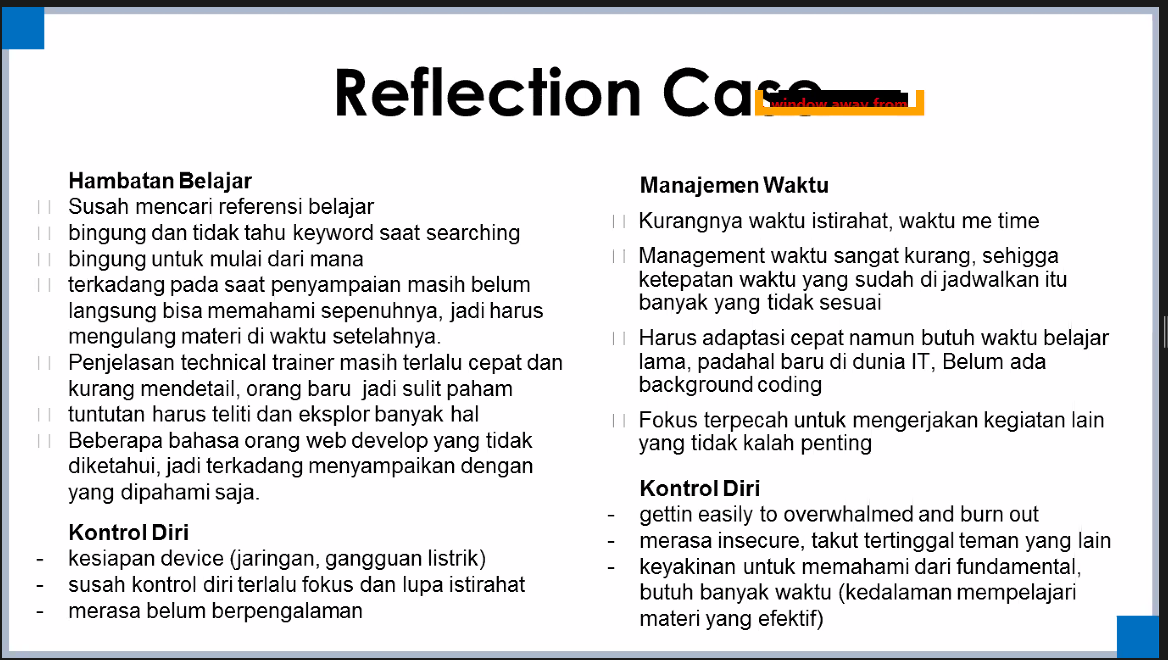 Reflection Case
window away from
Hambatan Belajar
Susah mencari referensi belajar
bingung dan tidak tahu keyword saat searching
bingung untuk mulai dari mana
terkadang pada saat penyampaian masih belum
langsung bisa memahami sepenuhnya, jadi harus
mengulang materi di waktu setelahnya.
Penjelasan technical trainer masih terlalu cepat dan
kurang mendetail, orang baru jadi sulit paham
tuntutan harus teliti dan eksplor banyak hal
Beberapa bahasa orang web develop yang tidak
diketahui, jadi terkadang menyampaikan dengan
yang dipahami saja.
Kontrol Diri
- kesiapan device (jaringan, gangguan listrik)
- susah kontrol diri terlalu fokus dan lupa istirahat
- merasa belum berpengalaman
Manajemen Waktu
Kurangnya waktu istirahat, waktu me time
Management waktu sangat kurang, sehigga
ketepatan waktu yang sudah di jadwalkan itu
banyak yang tidak sesuai
Harus adaptasi cepat namun butuh waktu belajar
lama, padahal baru di dunia IT, Belum ada
background coding
Fokus terpecah untuk mengerjakan kegiatan lain
yang tidak kalah penting
Kontrol Diri
- gettin easily to overwhalmed and burn out
- merasa insecure, takut tertinggal teman yang lain
- keyakinan untuk memahami dari fundamental,
butuh banyak waktu (kedalaman mempelajari
materi yang efektif)